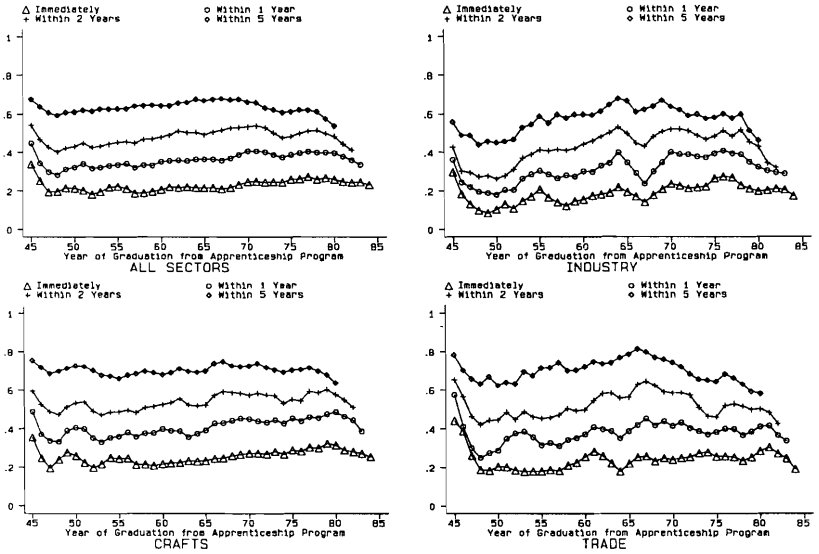 Immediately Within 1 Year
Within 2 Years Within 5 Years
1
.8
.6
.4
.2
0
45 50 55 60 65 70 75 80 85
Year of Graduation from Apprenticeship Program
ALL SECTORS
Immediately Within 1 Year
Within 2 Years Within 5 Years
1
.8
.6
.4
.2
0
45 50 55 60 65 70 75 80 85
Year of Graduation from Apprenticeship Program
INDUSTRY
Immediately Within 1 Year
Within 2 Years Within 5 Years
1
.8
.6
.4
.2
0
45 50 55 60 65 70 75 80 85
Year of Graduation from Apprenticeship Program
CRAFTS
Immediately Within 1 Year
Within 2 Years Within 5 Years
1
.8
.6
.4
.2
0
45 50 55 60 65 70 75 80 85
Year of Graduation from Apprenticeship Program
TRADE